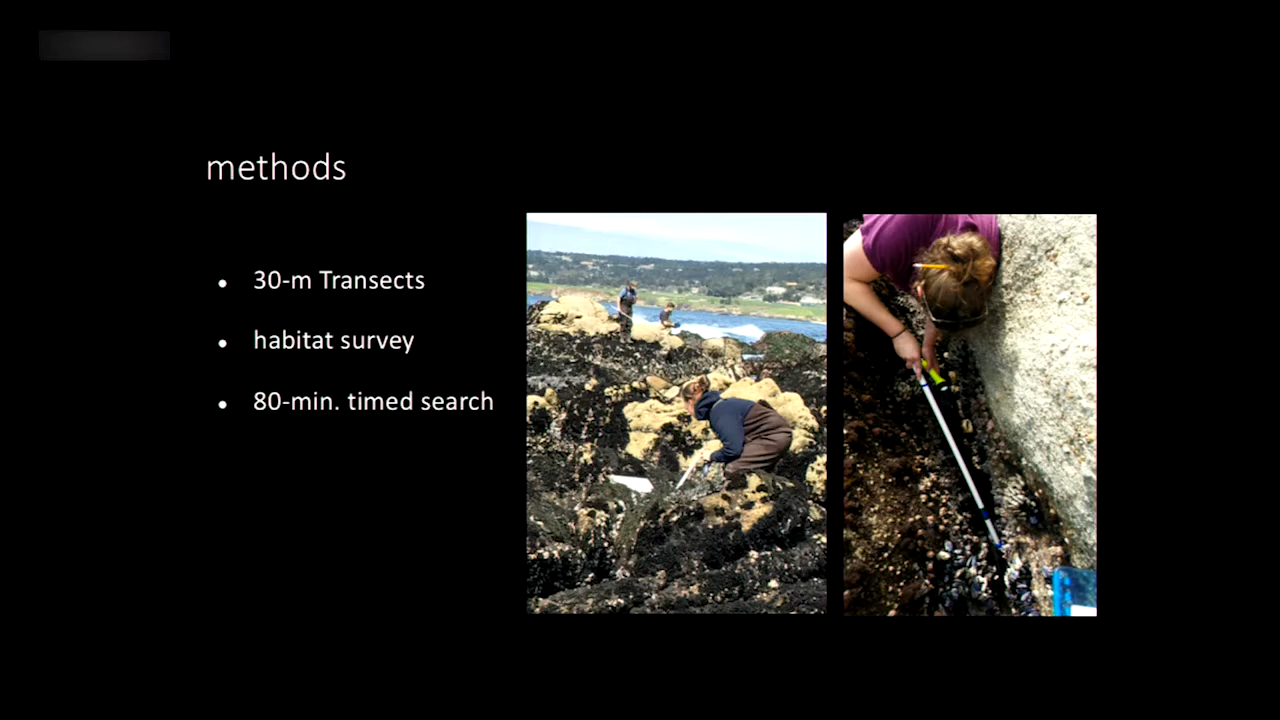 methods
• 30-m Transects
• habitat survey
• 80-min. timed search